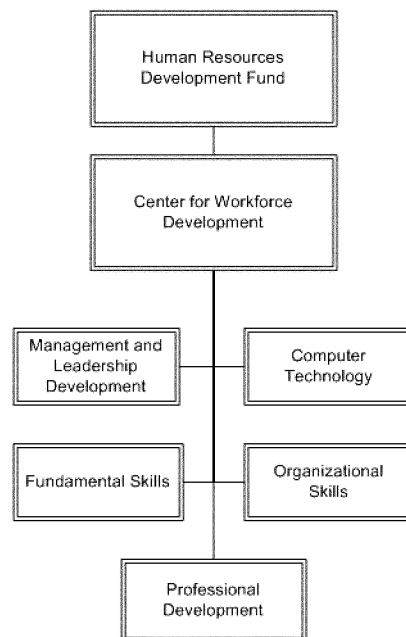 Human Resources
Development Fund
Center for Workforce
Development
Management and
Leadership
Development
Computer
Technology
Fundamental Skills
Organizational
Skills
Professional
Development